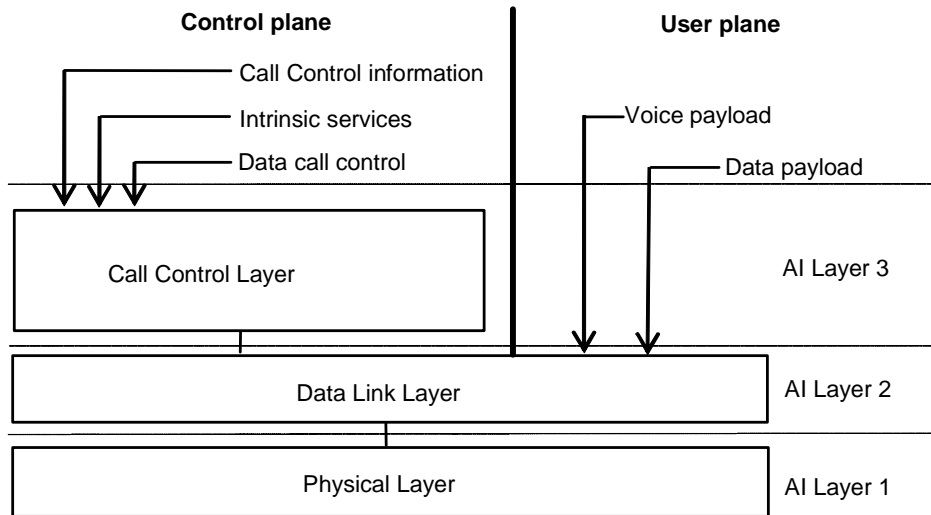 Control plane
User plane
Call Control information
Intrinsic services
Voice payload
Data call control
Data payload
Call Control Layer
AI Layer 3
Data Link Layer
AI Layer 2
Physical Layer
AI Layer 1